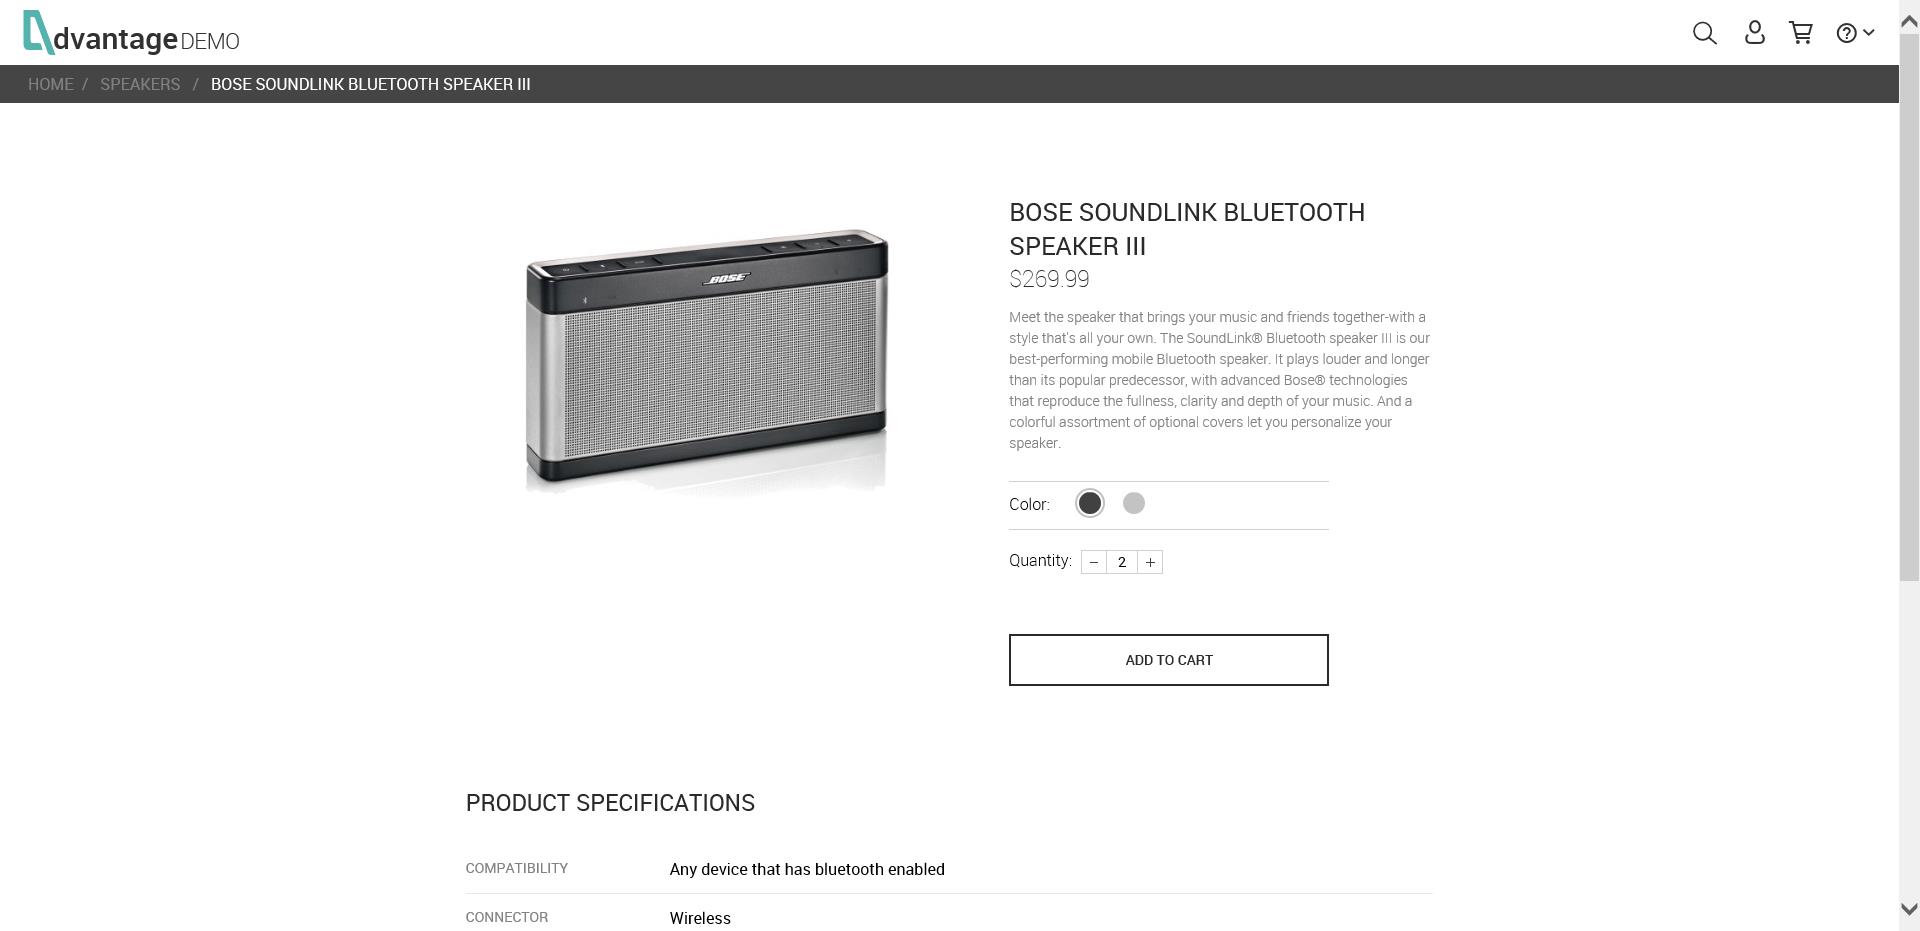 dvantage DEMO
HOME / SPEAKERS / BOSE SOUNDLINK BLUETOOTH SPEAKER III
BOSE
BOSE SOUNDLINK BLUETOOTH
SPEAKER III
$269.99
Meet the speaker that brings your music and friends together-with a
style that's all your own. The SoundLink® Bluetooth speaker III is our
best-performing mobile Bluetooth speaker. It plays louder and longer
than its popular predecessor, with advanced Bose® technologies
that reproduce the fullness, clarity and depth of your music. And a
colorful assortment of optional covers let you personalize your
speaker.
Color:
Quantity: − 2 +
ADD TO CART
PRODUCT SPECIFICATIONS
COMPATIBILITY Any device that has bluetooth enabled
CONNECTOR Wireless